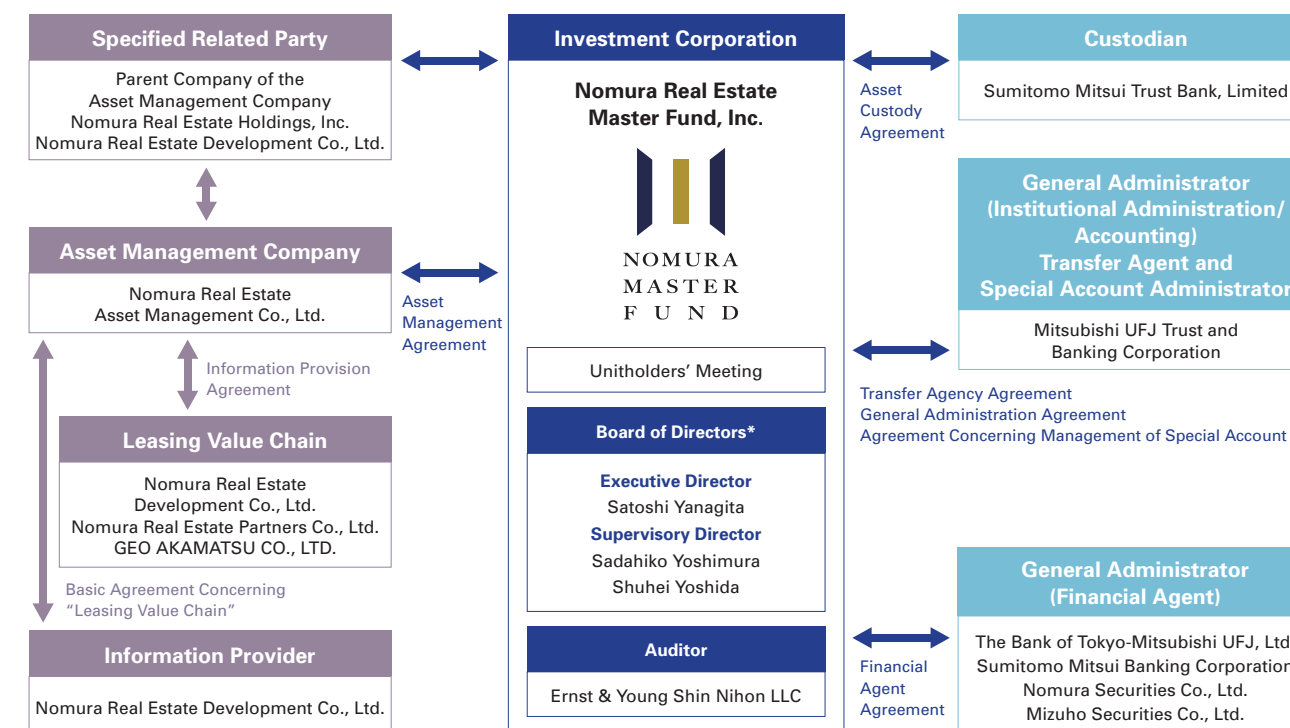 Specified Related Party
Parent Company of the
Asset Management Company
Nomura Real Estate Holdings, Inc.
Nomura Real Estate Development Co., Ltd.
Asset Management Company
Nomura Real Estate
Asset Management Co., Ltd.
Information Provision
Agreement
Leasing Value Chain
Nomura Real Estate
Development Co., Ltd.
Nomura Real Estate Partners Co., Ltd.
GEO AKAMATSU CO., LTD.
Basic Agreement Concerning
“Leasing Value Chain”
Information Provider
Nomura Real Estate Development Co., Ltd.
Asset
Management
Agreement
Investment Corporation
Nomura Real Estate
Master Fund, Inc.
NOMURA
MASTER
FUND
Unitholders’ Meeting
Board of Directors*
Executive Director
Satoshi Yanagita
Supervisory Director
Sadahiko Yoshimura
Shuhei Yoshida
Auditor
Ernst & Young Shin Nihon LLC
Asset
Custody
Agreement
Custodian
Sumitomo Mitsui Trust Bank, Limited
General Administrator
(Institutional Administration/
Accounting)
Transfer Agent and
Special Account Administrator
Mitsubishi UFJ Trust and
Banking Corporation
Transfer Agency Agreement
General Administration Agreement
Agreement Concerning Management of Special Account
General Administrator
(Financial Agent)
The Bank of Tokyo-Mitsubishi UFJ, Ltd
Sumitomo Mitsui Banking Corporation
Nomura Securities Co., Ltd.
Mizuho Securities Co., Ltd.
Financial
Agent
Agreement